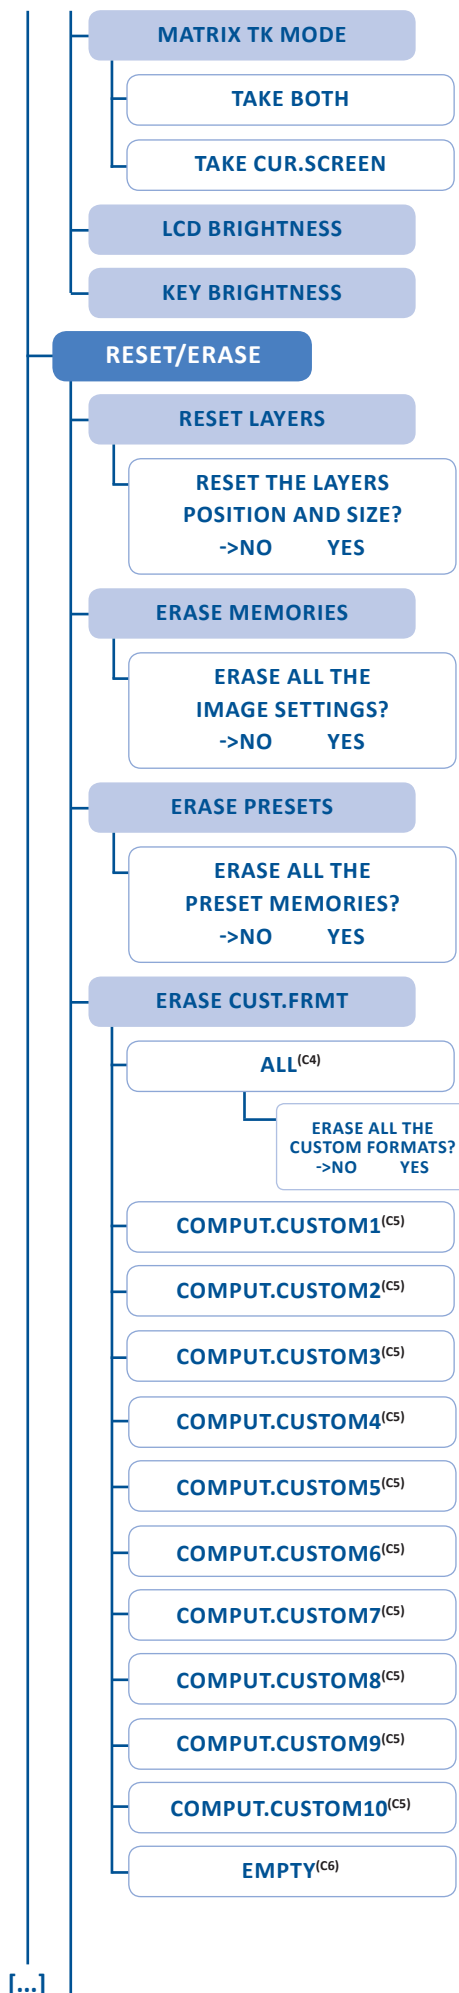 MATRIX TK MODE
TAKE BOTH
TAKE CUR.SCREEN
LCD BRIGHTNESS
KEY BRIGHTNESS
RESET/ERASE
RESET LAYERS
RESET THE LAYERS
POSITION AND SIZE?
->NO YES
ERASE MEMORIES
ERASE ALL THE
IMAGE SETTINGS?
->NO YES
ERASE PRESETS
ERASE ALL THE
PRESET MEMORIES?
->NO YES
ERASE CUST.FRMT
ALL(C4)
ERASE ALL THE
CUSTOM FORMATS?
->NO YES
COMPUT.CUSTOM1(C5)
COMPUT.CUSTOM2(C5)
COMPUT.CUSTOM3(C5)
COMPUT.CUSTOM4(C5)
COMPUT.CUSTOM5(C5)
COMPUT.CUSTOM6(C5)
COMPUT.CUSTOM7(C5)
COMPUT.CUSTOM8(C5)
COMPUT.CUSTOM9(C5)
COMPUT.CUSTOM10(C5)
EMPTY(C6)
[...]